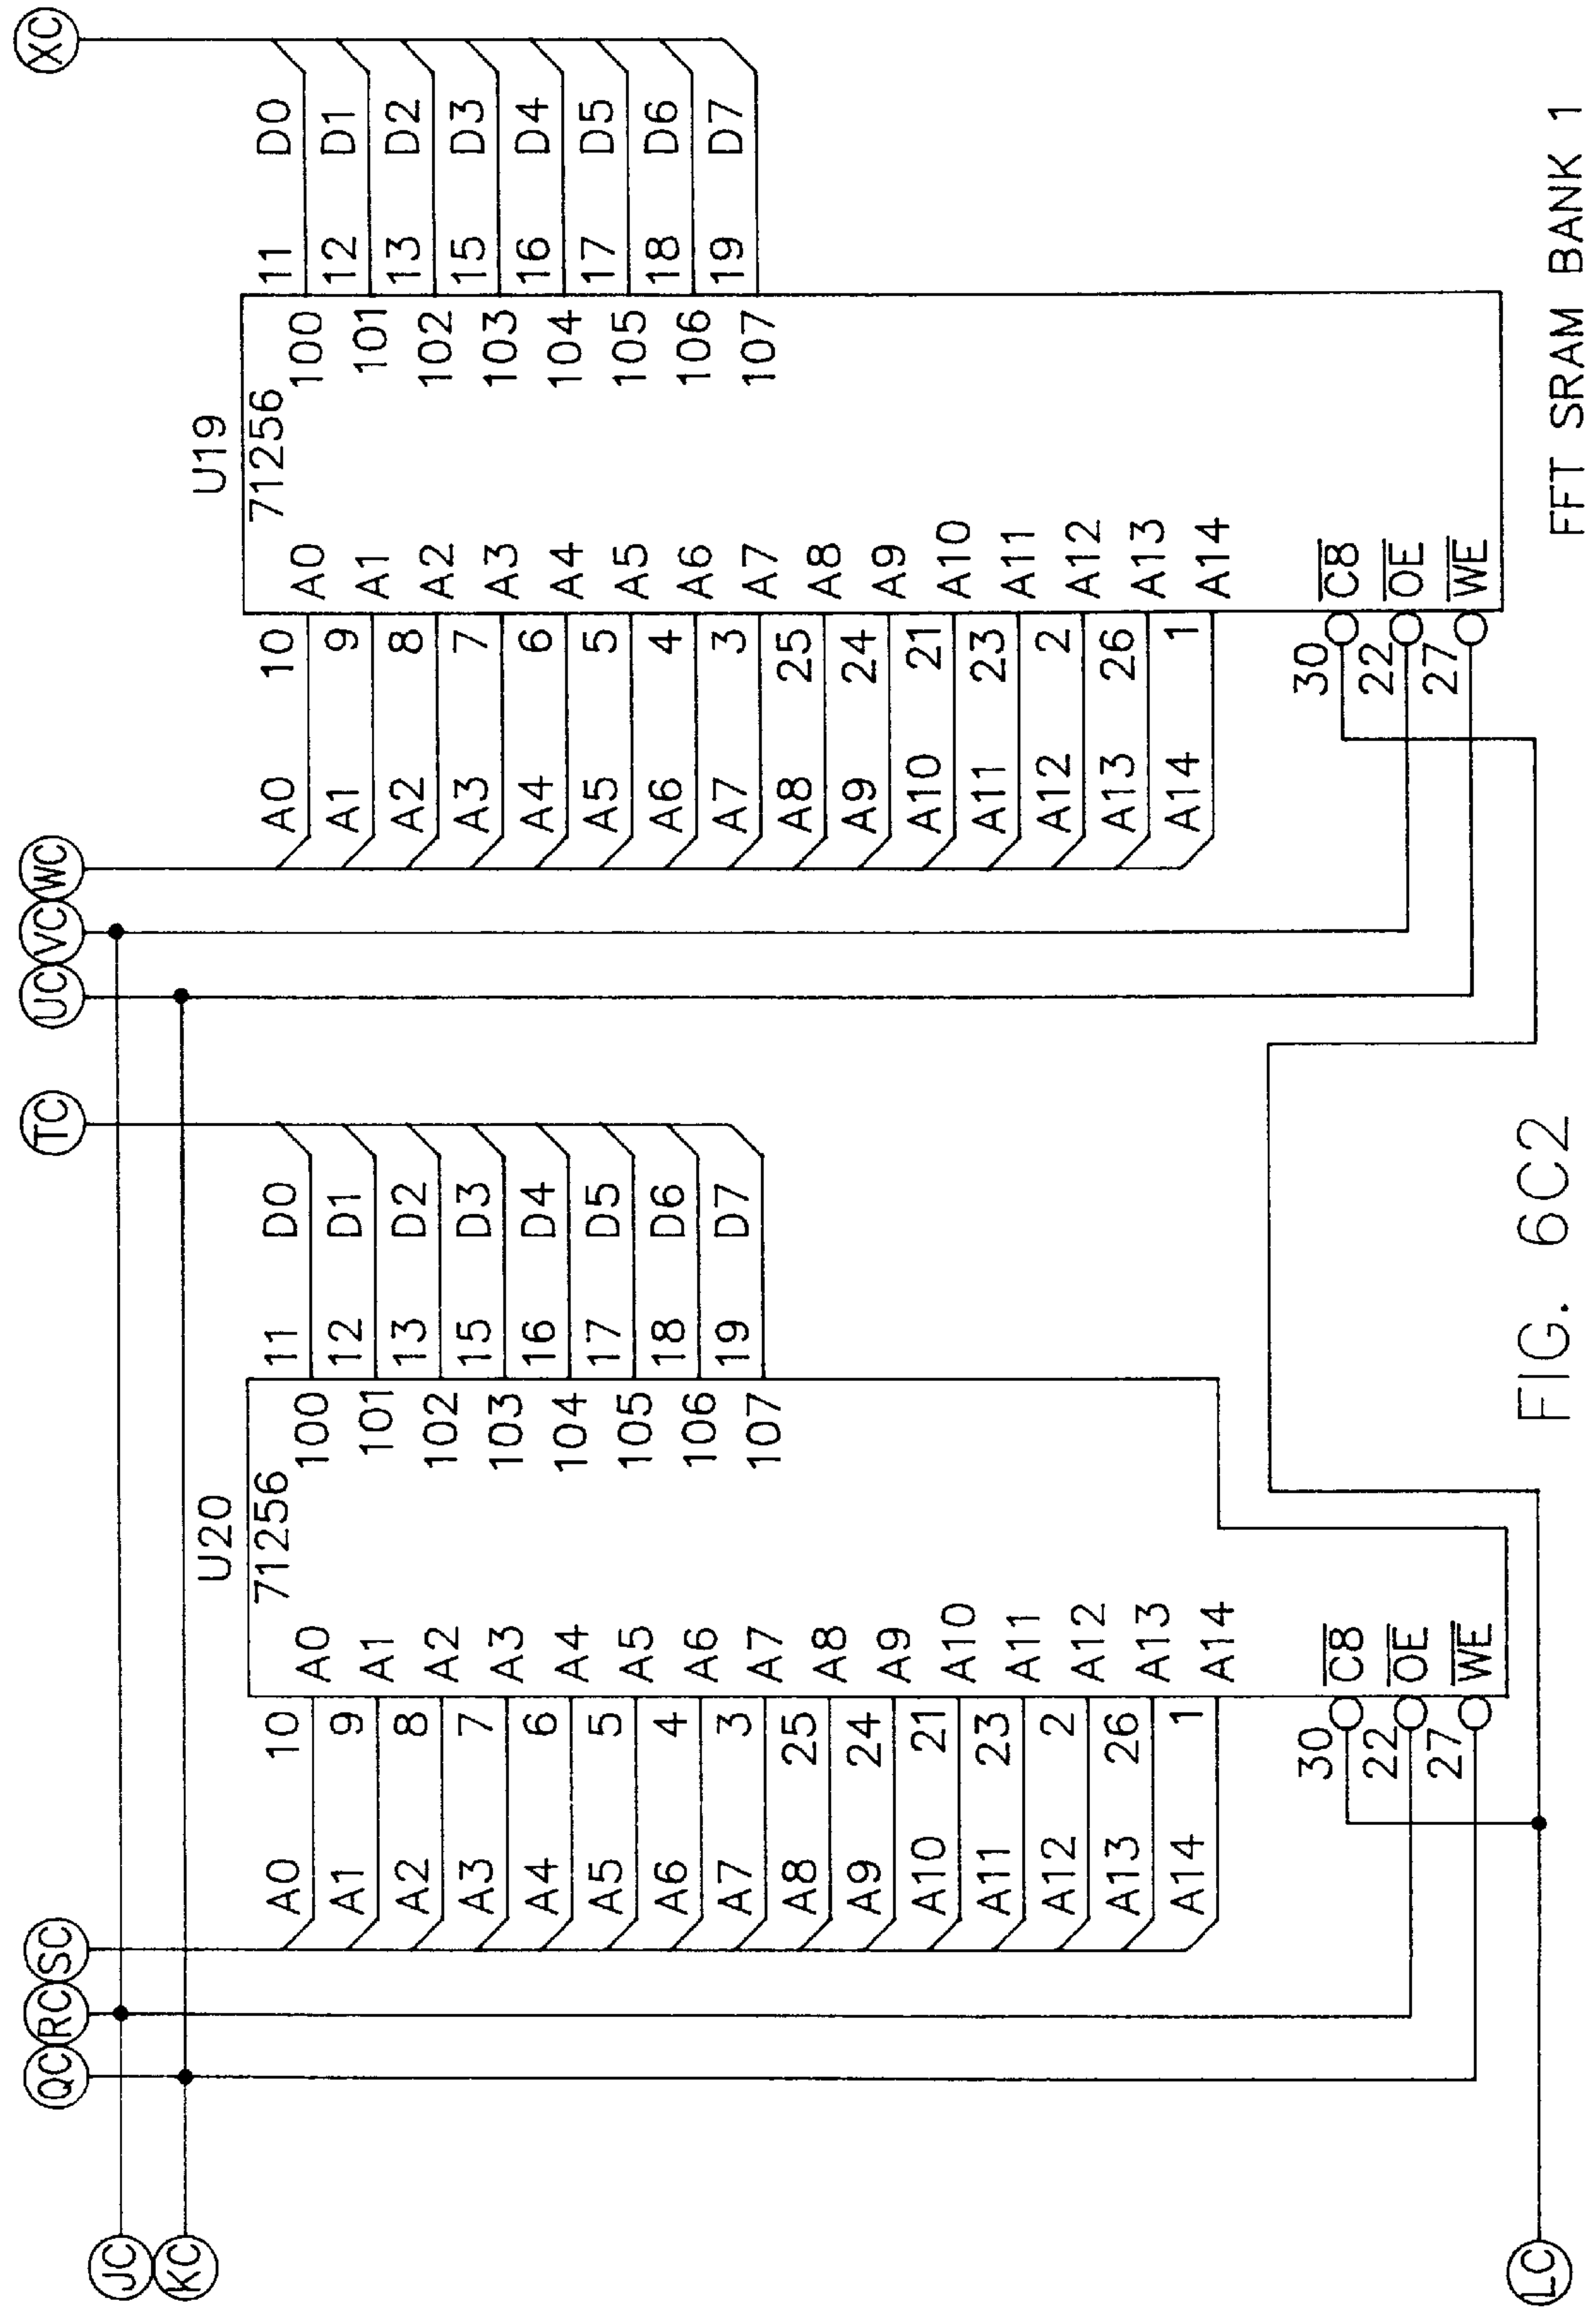 QC RC SC TC UC VC WC XC
JC
KC
LC
U20
71256
A0 10 A0 100 11 D0
A1 9 A1 101 12 D1
A2 8 A2 102 13 D2
A3 7 A3 103 15 D3
A4 6 A4 104 16 D4
A5 5 A5 105 17 D5
A6 4 A6 106 18 D6
A7 3 A7 107 19 D7
A8 25 A8
A9 24 A9
A10 21 A10
A11 23 A11
A12 2 A12
A13 26 A13
A14 1 A14
30 C8
22 OE
27 WE
U19
71256
A0 10 A0 100 11 D0
A1 9 A1 101 12 D1
A2 8 A2 102 13 D2
A3 7 A3 103 15 D3
A4 6 A4 104 16 D4
A5 5 A5 105 17 D5
A6 4 A6 106 18 D6
A7 3 A7 107 19 D7
A8 25 A8
A9 24 A9
A10 21 A10
A11 23 A11
A12 2 A12
A13 26 A13
A14 1 A14
30 C8
22 OE
27 WE
FIG. 6C2
FFT SRAM BANK 1